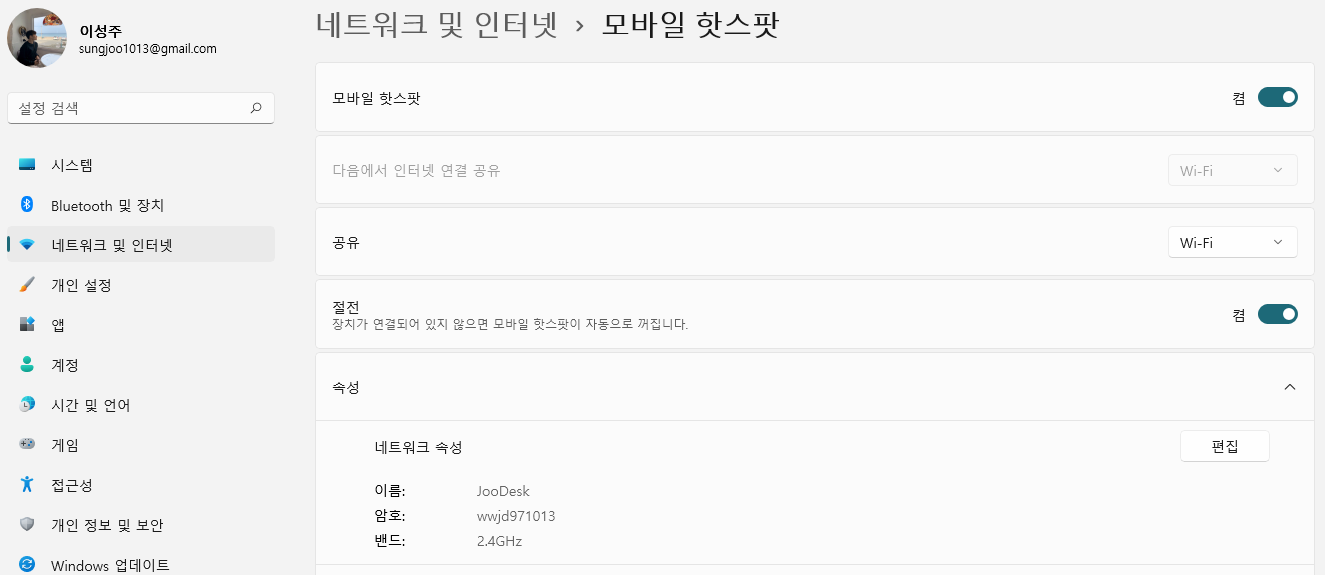 이성주
sungjoo1013@gmail.com
설정 검색
시스템
Bluetooth 및 장치
네트워크 및 인터넷
개인 설정
앱
계정
시간 및 언어
게임
접근성
개인 정보 및 보안
Windows 업데이트
네트워크 및 인터넷 › 모바일 핫스팟
모바일 핫스팟 켬
다음에서 인터넷 연결 공유 Wi-Fi
공유 Wi-Fi
절전
장치가 연결되어 있지 않으면 모바일 핫스팟이 자동으로 꺼집니다.
켬
속성
네트워크 속성 편집
이름: JooDesk
암호: wwjd971013
밴드: 2.4GHz